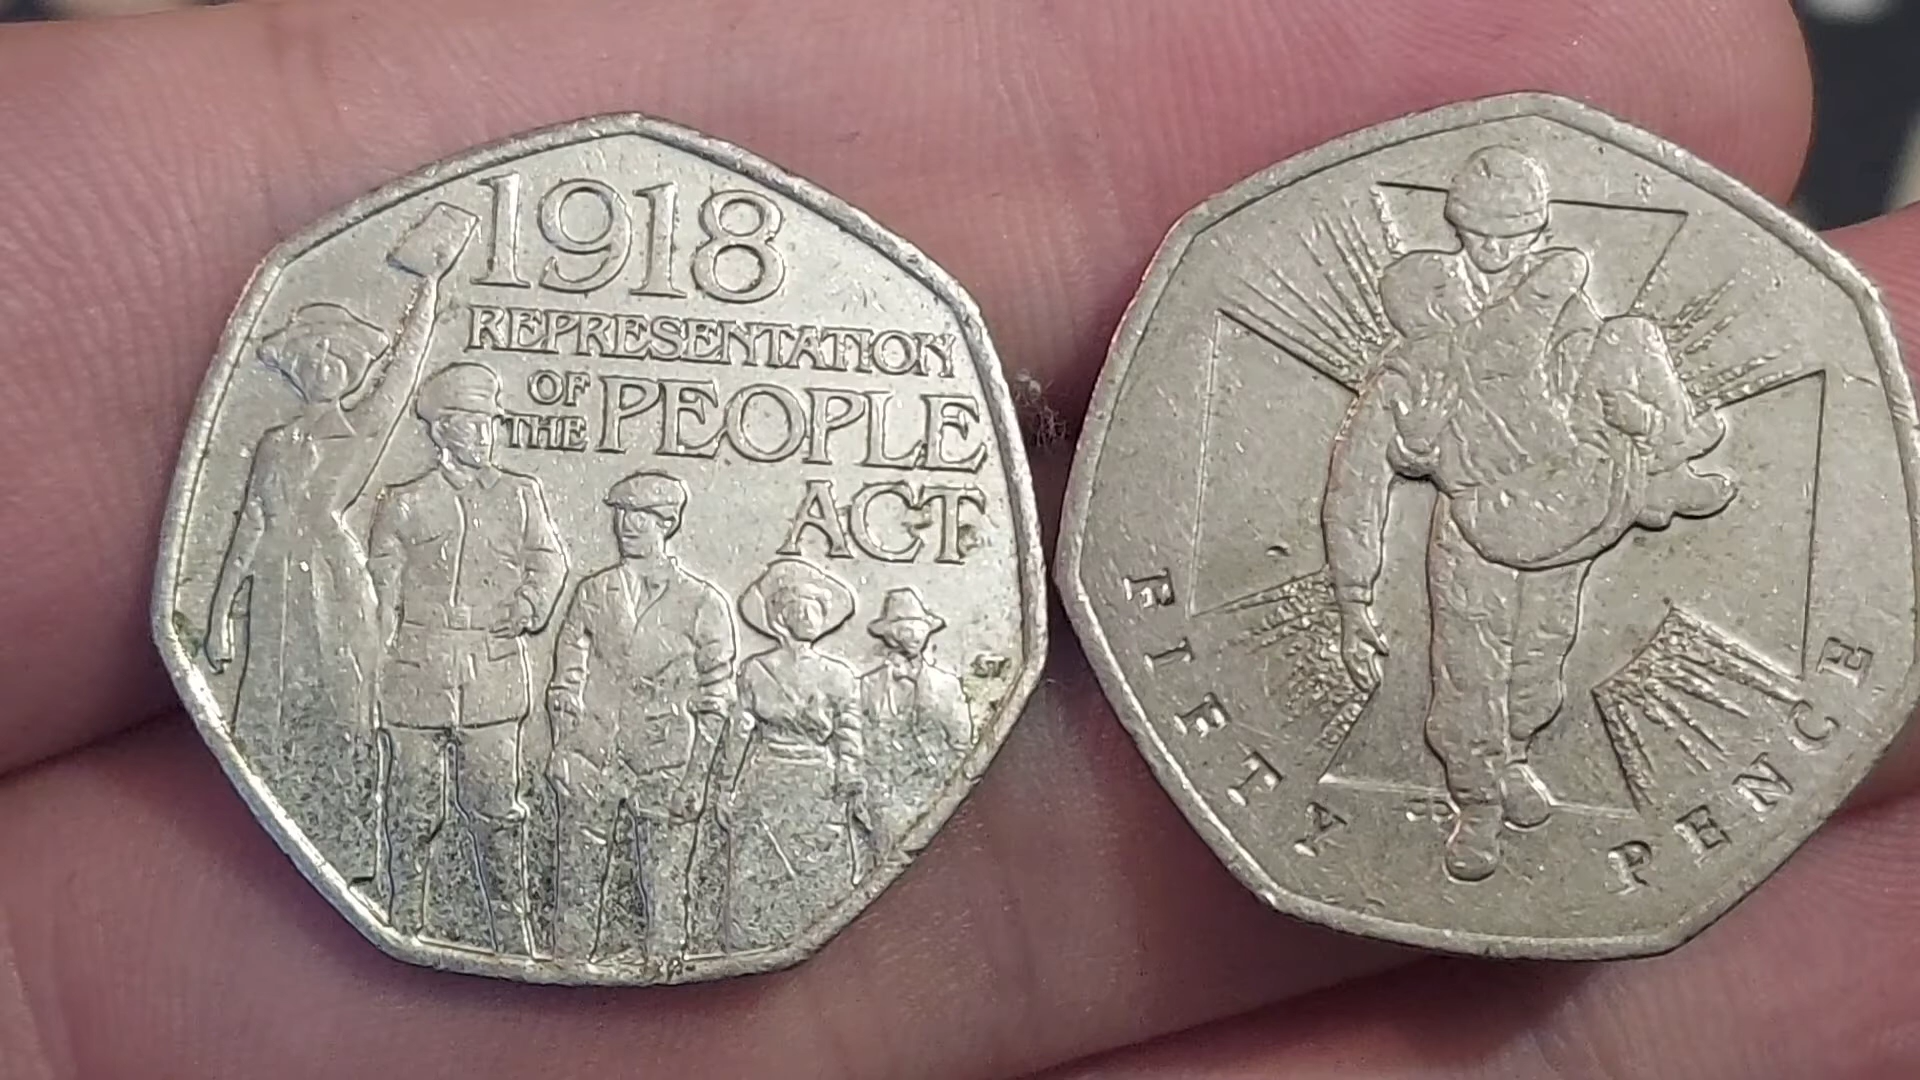 1918
REPRESENTATION
OF
THE PEOPLE
ACT
FIFTY PENCE